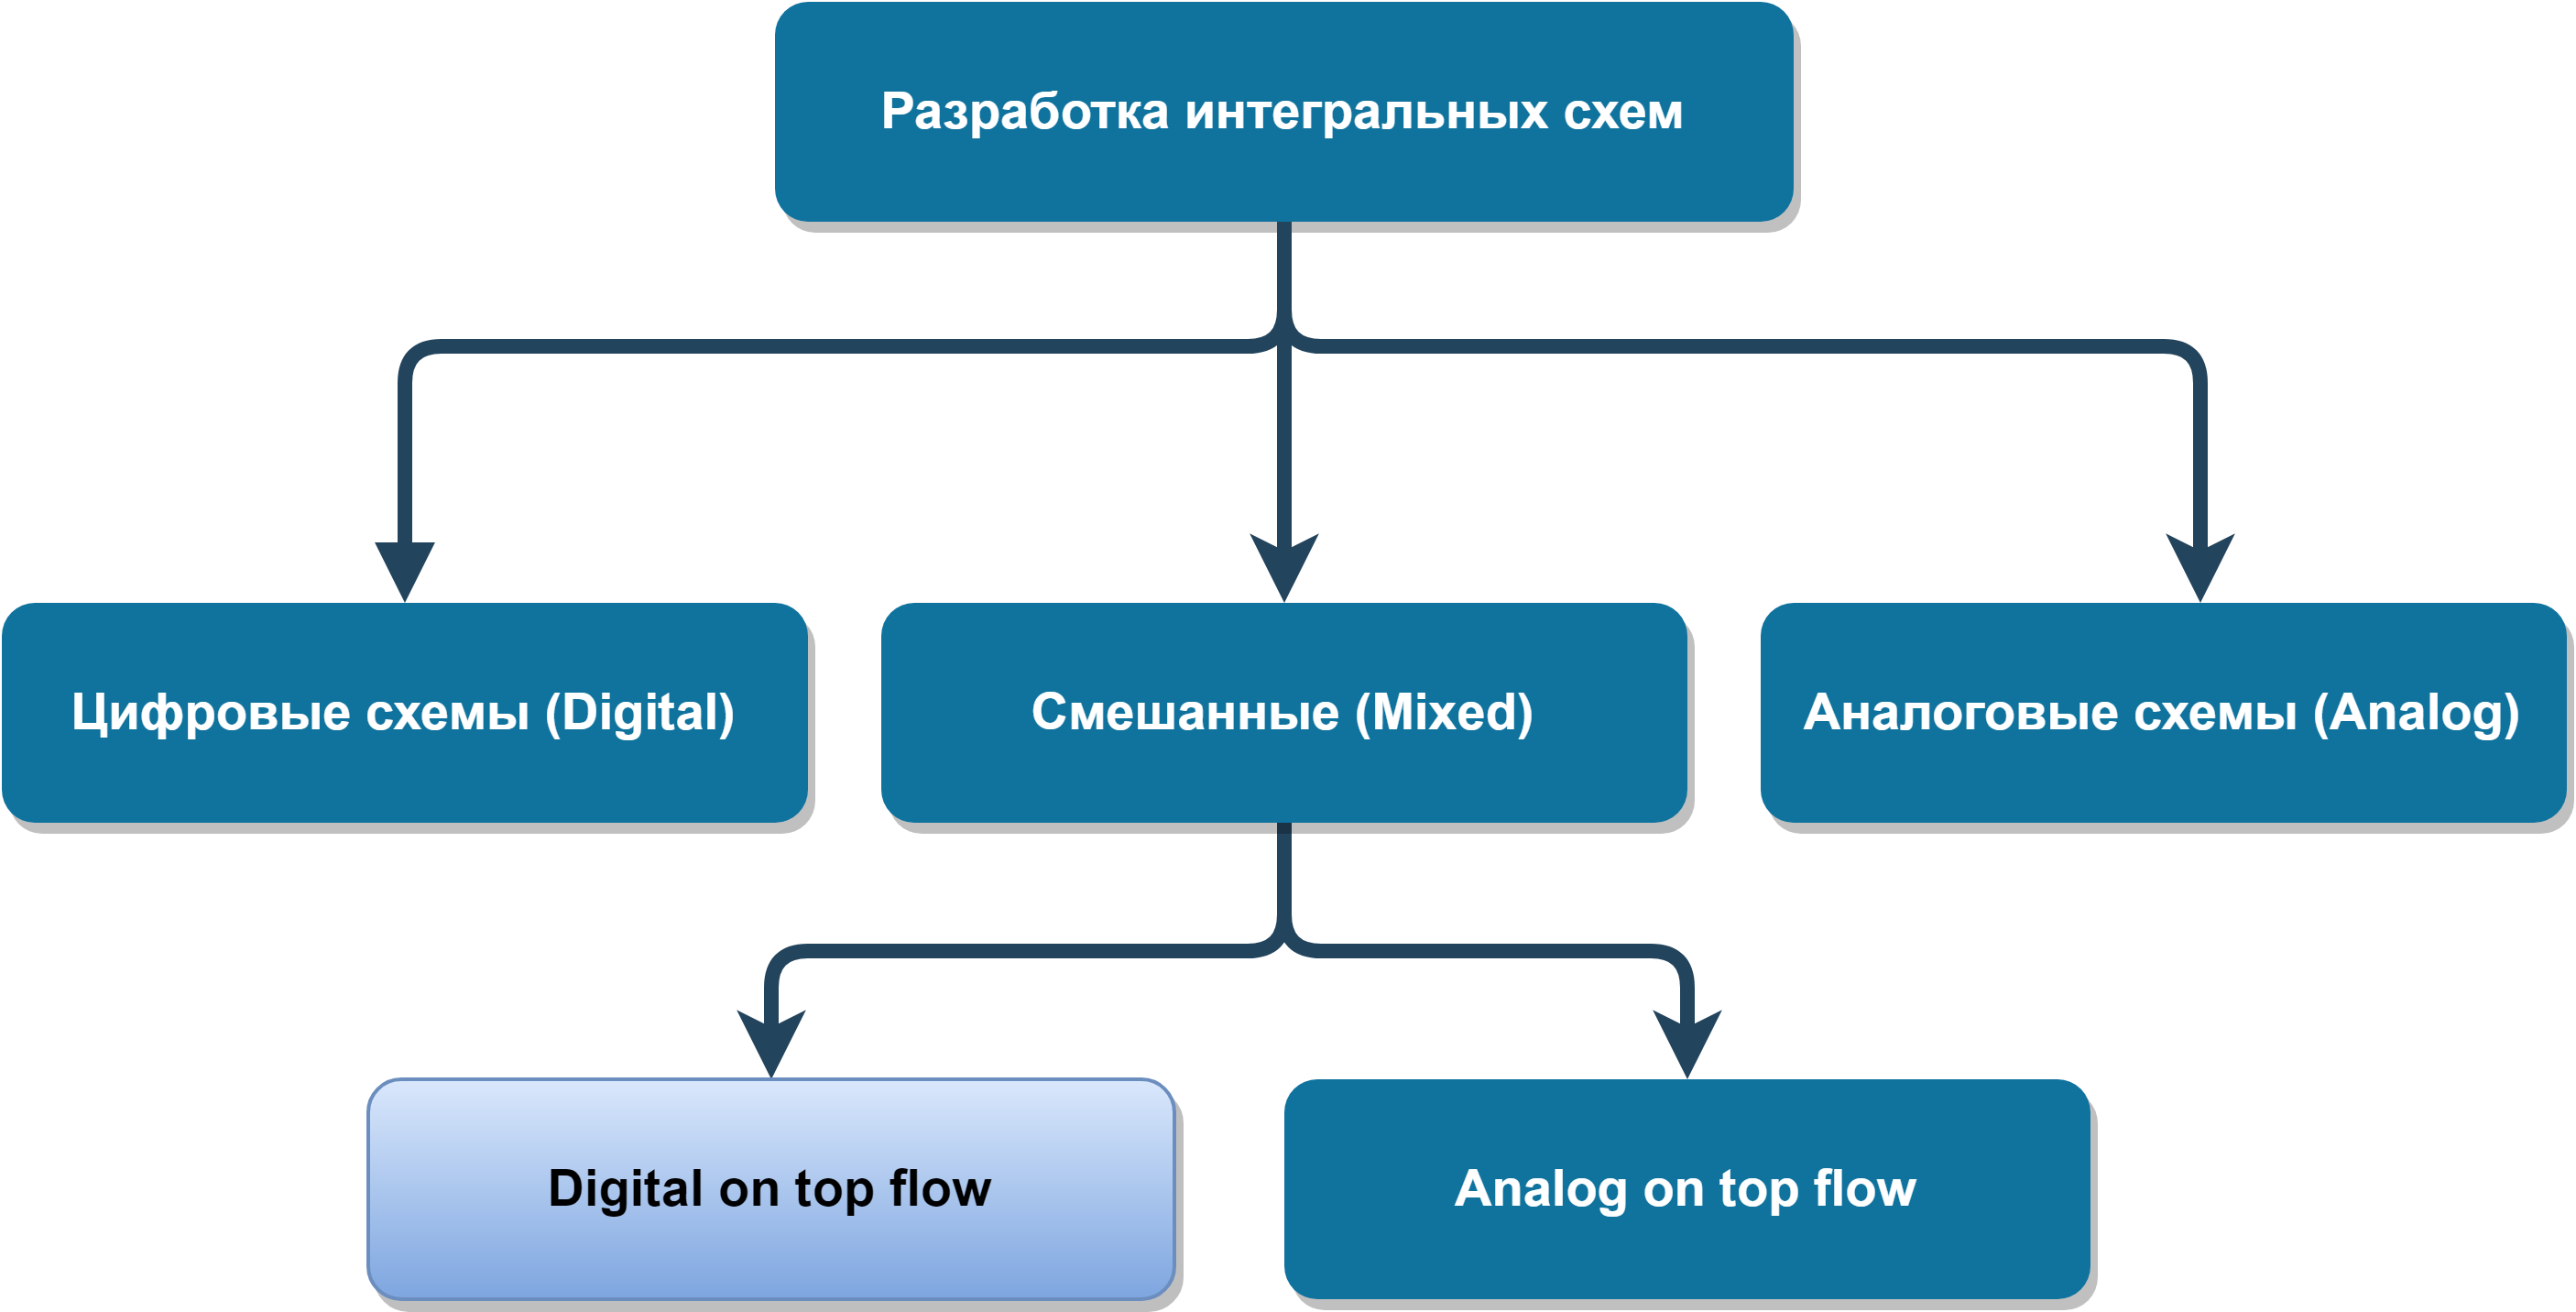 Разработка интегральных схем
Цифровые схемы (Digital)
Смешанные (Mixed)
Аналоговые схемы (Analog)
Digital on top flow
Analog on top flow